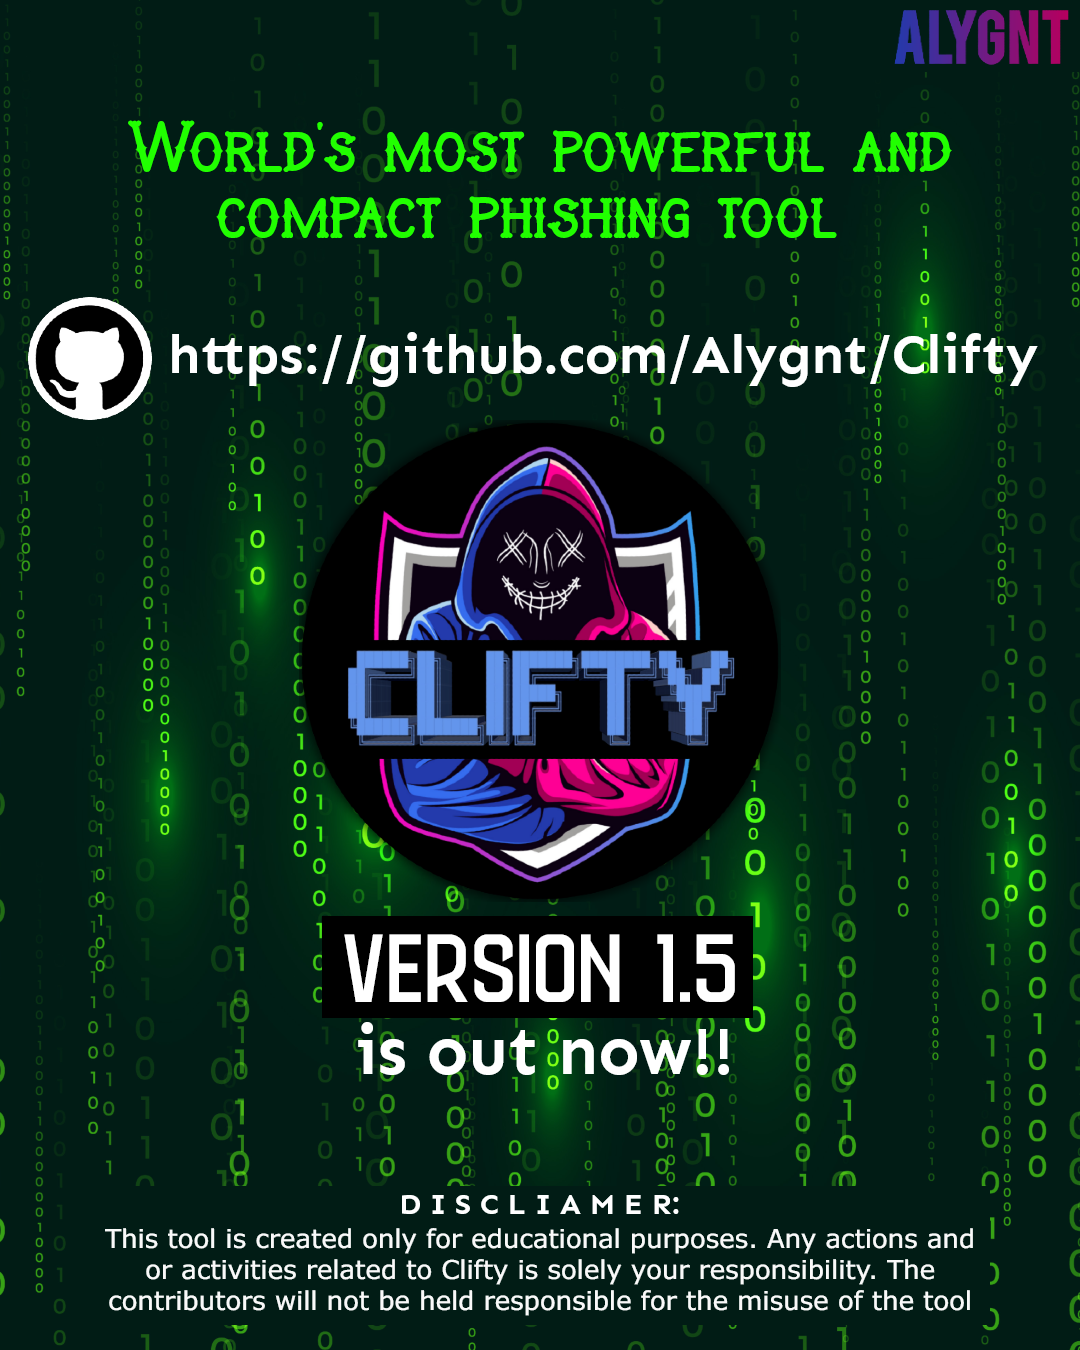 ALYGNT
World's most powerful and
compact phishing tool
https://github.com/Alygnt/Clifty
CLIFTY
VERSION 1.5
is out now!!
DISCLIAMER:
This tool is created only for educational purposes. Any actions and
or activities related to Clifty is solely your responsibility. The
contributors will not be held responsible for the misuse of the tool